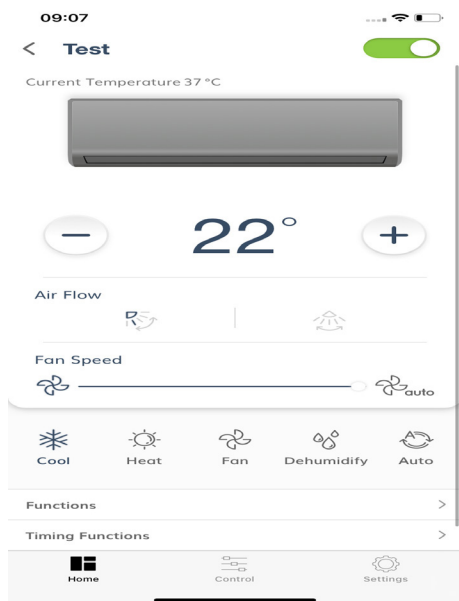 09:07
Test
Current Temperature 37 °C
22°
Air Flow
Fan Speed
auto
Cool Heat Fan Dehumidify Auto
Functions
Timing Functions
Home Control Settings